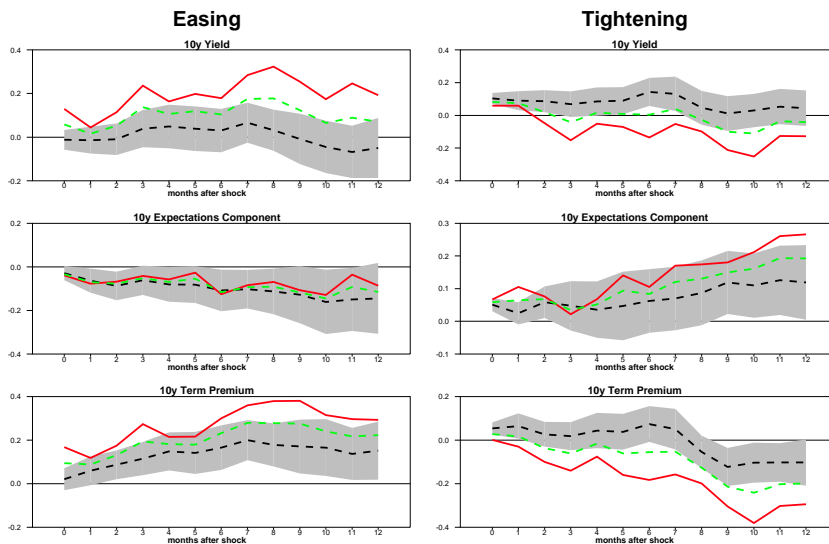 Easing
Tightening
10y Yield
0.4
0.2
0.0
-0.2
0 1 2 3 4 5 6 7 8 9 10 11 12
months after shock
10y Yield
0.4
0.2
0.0
-0.2
-0.4
0 1 2 3 4 5 6 7 8 9 10 11 12
months after shock
10y Expectations Component
0.2
0.0
-0.2
-0.4
0 1 2 3 4 5 6 7 8 9 10 11 12
months after shock
10y Expectations Component
0.3
0.2
0.1
0.0
-0.1
0 1 2 3 4 5 6 7 8 9 10 11 12
months after shock
10y Term Premium
0.4
0.2
0.0
-0.2
0 1 2 3 4 5 6 7 8 9 10 11 12
months after shock
10y Term Premium
0.2
0.0
-0.2
-0.4
0 1 2 3 4 5 6 7 8 9 10 11 12
months after shock